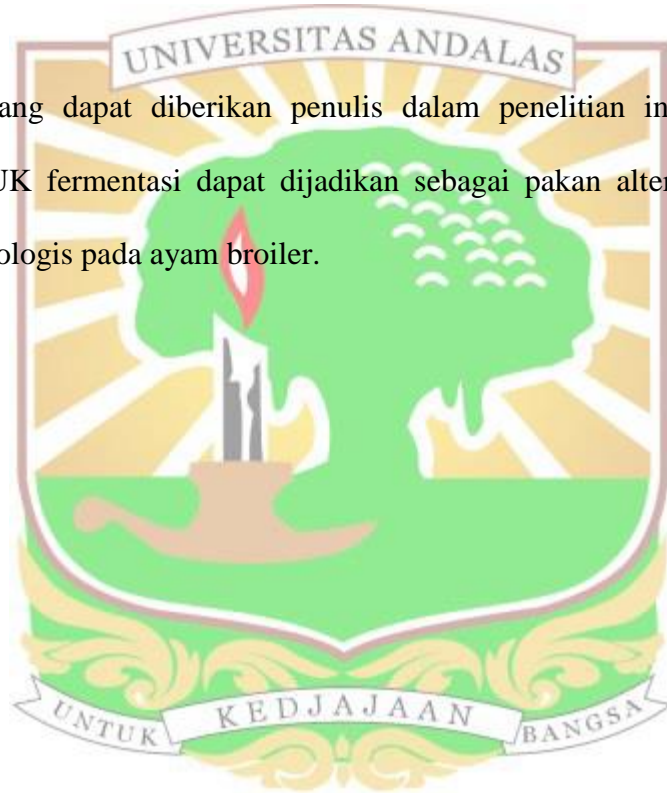 UNIVERSITAS ANDALAS
ang dapat diberikan penulis dalam penelitian in
UK fermentasi dapat dijadikan sebagai pakan alter
ologis pada ayam broiler.
UNTUK KEDJAJAAN BANGSA